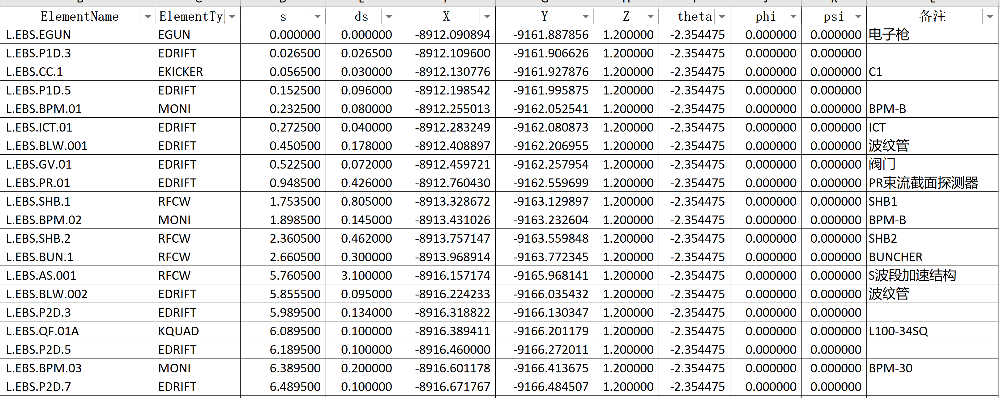 ElementName ElementTy s ds X Y Z theta phi psi 备注
L.EBS.EGUN EGUN 0.000000 0.000000 -8912.090894 -9161.887856 1.200000 -2.354475 0.000000 0.000000 电子枪
L.EBS.P1D.3 EDRIFT 0.026500 0.026500 -8912.109600 -9161.906626 1.200000 -2.354475 0.000000 0.000000
L.EBS.CC.1 EKICKER 0.056500 0.030000 -8912.130776 -9161.927876 1.200000 -2.354475 0.000000 0.000000 C1
L.EBS.P1D.5 EDRIFT 0.152500 0.096000 -8912.198542 -9161.995875 1.200000 -2.354475 0.000000 0.000000
L.EBS.BPM.01 MONI 0.232500 0.080000 -8912.255013 -9162.052541 1.200000 -2.354475 0.000000 0.000000 BPM-B
L.EBS.ICT.01 EDRIFT 0.272500 0.040000 -8912.283249 -9162.080873 1.200000 -2.354475 0.000000 0.000000 ICT
L.EBS.BLW.001 EDRIFT 0.450500 0.178000 -8912.408897 -9162.206955 1.200000 -2.354475 0.000000 0.000000 波纹管
L.EBS.GV.01 EDRIFT 0.522500 0.072000 -8912.459721 -9162.257954 1.200000 -2.354475 0.000000 0.000000 阀门
L.EBS.PR.01 EDRIFT 0.948500 0.426000 -8912.760430 -9162.559699 1.200000 -2.354475 0.000000 0.000000 PR束流截面探测器
L.EBS.SHB.1 RFCW 1.753500 0.805000 -8913.328672 -9163.129897 1.200000 -2.354475 0.000000 0.000000 SHB1
L.EBS.BPM.02 MONI 1.898500 0.145000 -8913.431026 -9163.232604 1.200000 -2.354475 0.000000 0.000000 BPM-B
L.EBS.SHB.2 RFCW 2.360500 0.462000 -8913.757147 -9163.559848 1.200000 -2.354475 0.000000 0.000000 SHB2
L.EBS.BUN.1 RFCW 2.660500 0.300000 -8913.968914 -9163.772345 1.200000 -2.354475 0.000000 0.000000 BUNCHER
L.EBS.AS.001 RFCW 5.760500 3.100000 -8916.157174 -9165.968141 1.200000 -2.354475 0.000000 0.000000 S波段加速结构
L.EBS.BLW.002 EDRIFT 5.855500 0.095000 -8916.224233 -9166.035432 1.200000 -2.354475 0.000000 0.000000 波纹管
L.EBS.P2D.3 EDRIFT 5.989500 0.134000 -8916.318822 -9166.130347 1.200000 -2.354475 0.000000 0.000000
L.EBS.QF.01A KQUAD 6.089500 0.100000 -8916.389411 -9166.201179 1.200000 -2.354475 0.000000 0.000000 L100-34SQ
L.EBS.P2D.5 EDRIFT 6.189500 0.100000 -8916.460000 -9166.272011 1.200000 -2.354475 0.000000 0.000000
L.EBS.BPM.03 MONI 6.389500 0.200000 -8916.601178 -9166.413675 1.200000 -2.354475 0.000000 0.000000 BPM-30
L.EBS.P2D.7 EDRIFT 6.489500 0.100000 -8916.671767 -9166.484507 1.200000 -2.354475 0.000000 0.000000